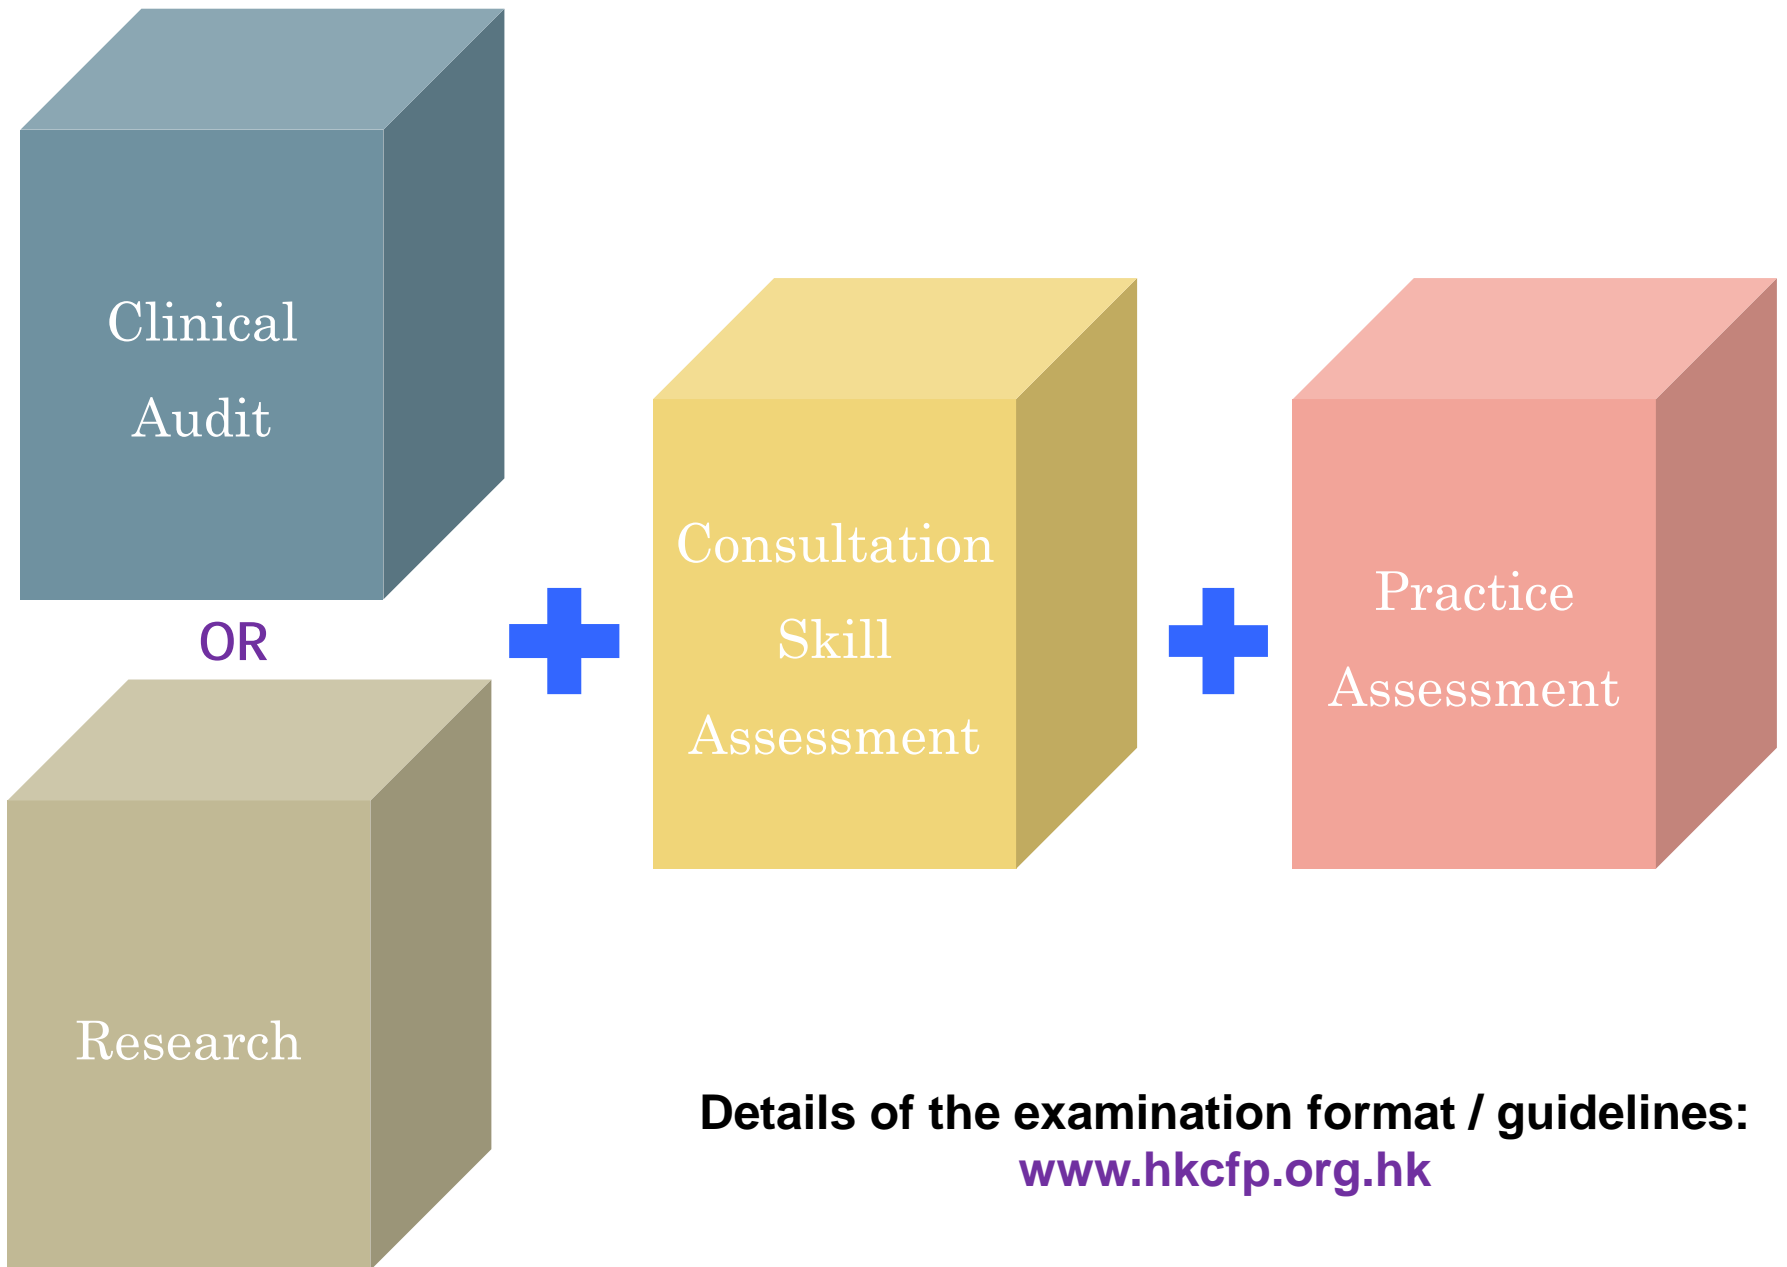 Clinical
Audit
OR
Research
Consultation
Skill
Assessment
Practice
Assessment
Details of the examination format / guidelines:
www.hkcfp.org.hk